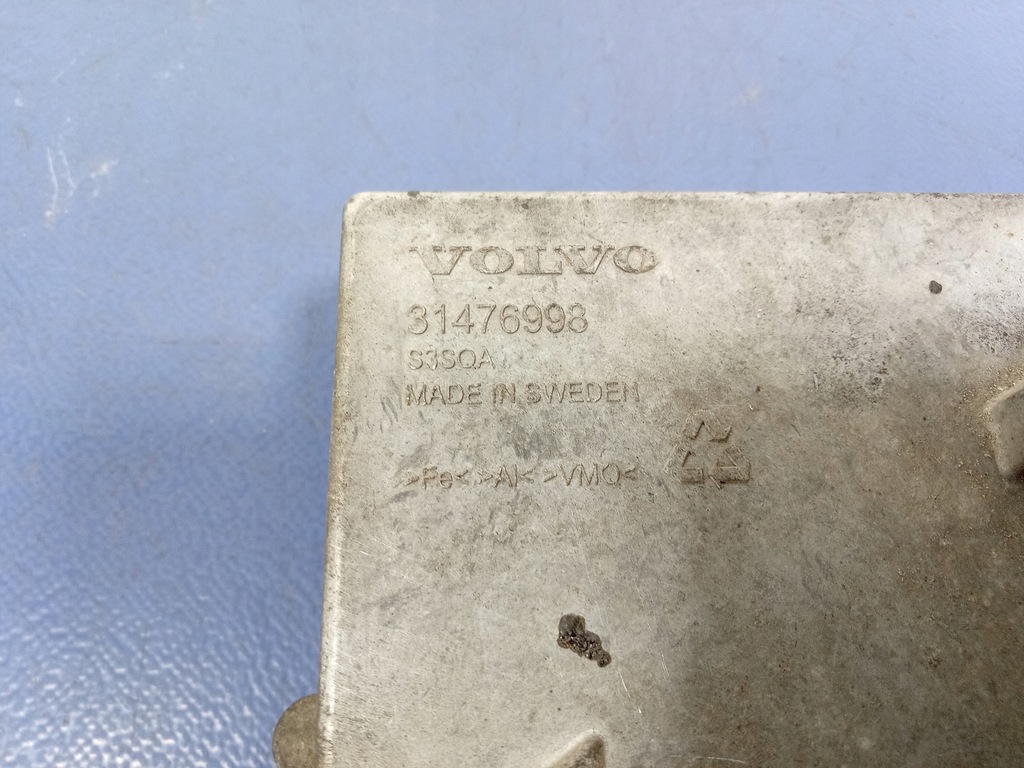 VOLVO
31476998
S3SQA
MADE IN SWEDEN
>Fe< >Al< >VMQ<